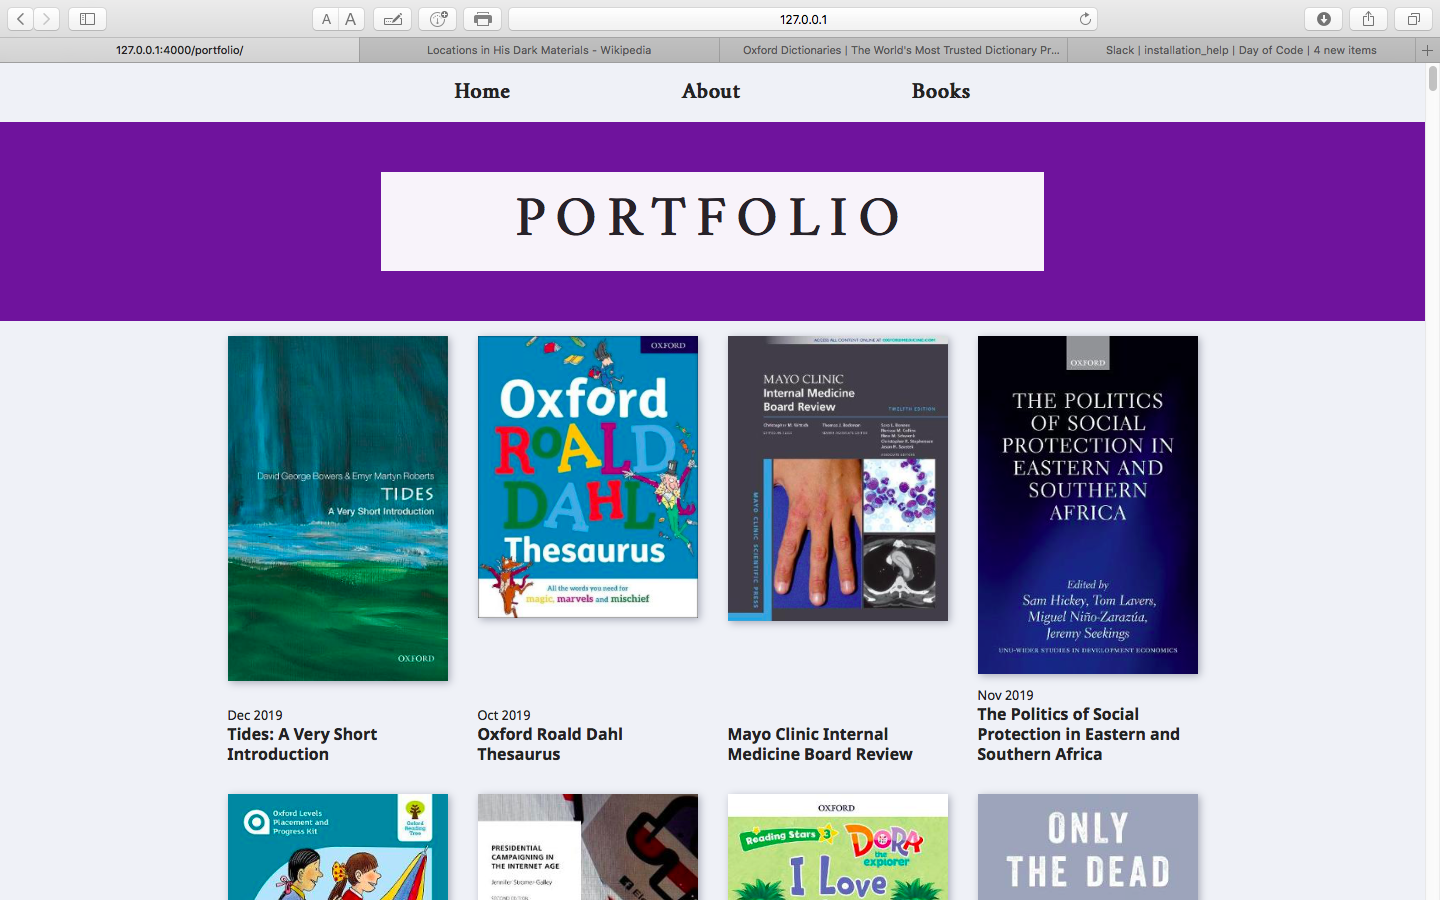 A A
127.0.0.1
127.0.0.1:4000/portfolio/
Locations in His Dark Materials - Wikipedia
Oxford Dictionaries | The World's Most Trusted Dictionary Pr...
Slack | installation_help | Day of Code | 4 new items
Home
About
Books
PORTFOLIO
David George Bowers & Emyr Martyn Roberts
TIDES
A Very Short Introduction
OXFORD
OXFORD
Oxford
ROALD
DAHL
Thesaurus
All the words you need for
magic, marvels and mischief
ACCESS ALL CONTENT ONLINE AT OXFORDMEDICINE.COM
MAYO CLINIC
Internal Medicine
Board Review
TWELFTH EDITION
MAYO CLINIC SCIENTIFIC PRESS
OXFORD
THE POLITICS
OF SOCIAL
PROTECTION IN
EASTERN AND
SOUTHERN
AFRICA
Edited by
Sam Hickey, Tom Lavers,
Miguel Niño-Zarazúa,
Jeremy Seekings
UNU-WIDER STUDIES IN DEVELOPMENT ECONOMICS
Dec 2019
Tides: A Very Short
Introduction
Oct 2019
Oxford Roald Dahl
Thesaurus
Mayo Clinic Internal
Medicine Board Review
Nov 2019
The Politics of Social
Protection in Eastern and
Southern Africa
Oxford Levels
Placement and
Progress Kit
Oxford
Reading
Tree
PRESIDENTIAL
CAMPAIGNING IN
THE INTERNET AGE
Jennifer Stromer-Galley
SECOND EDITION
OXFORD
Reading Stars 3
DORA
the
explorer
I Love
ONLY
THE DEAD